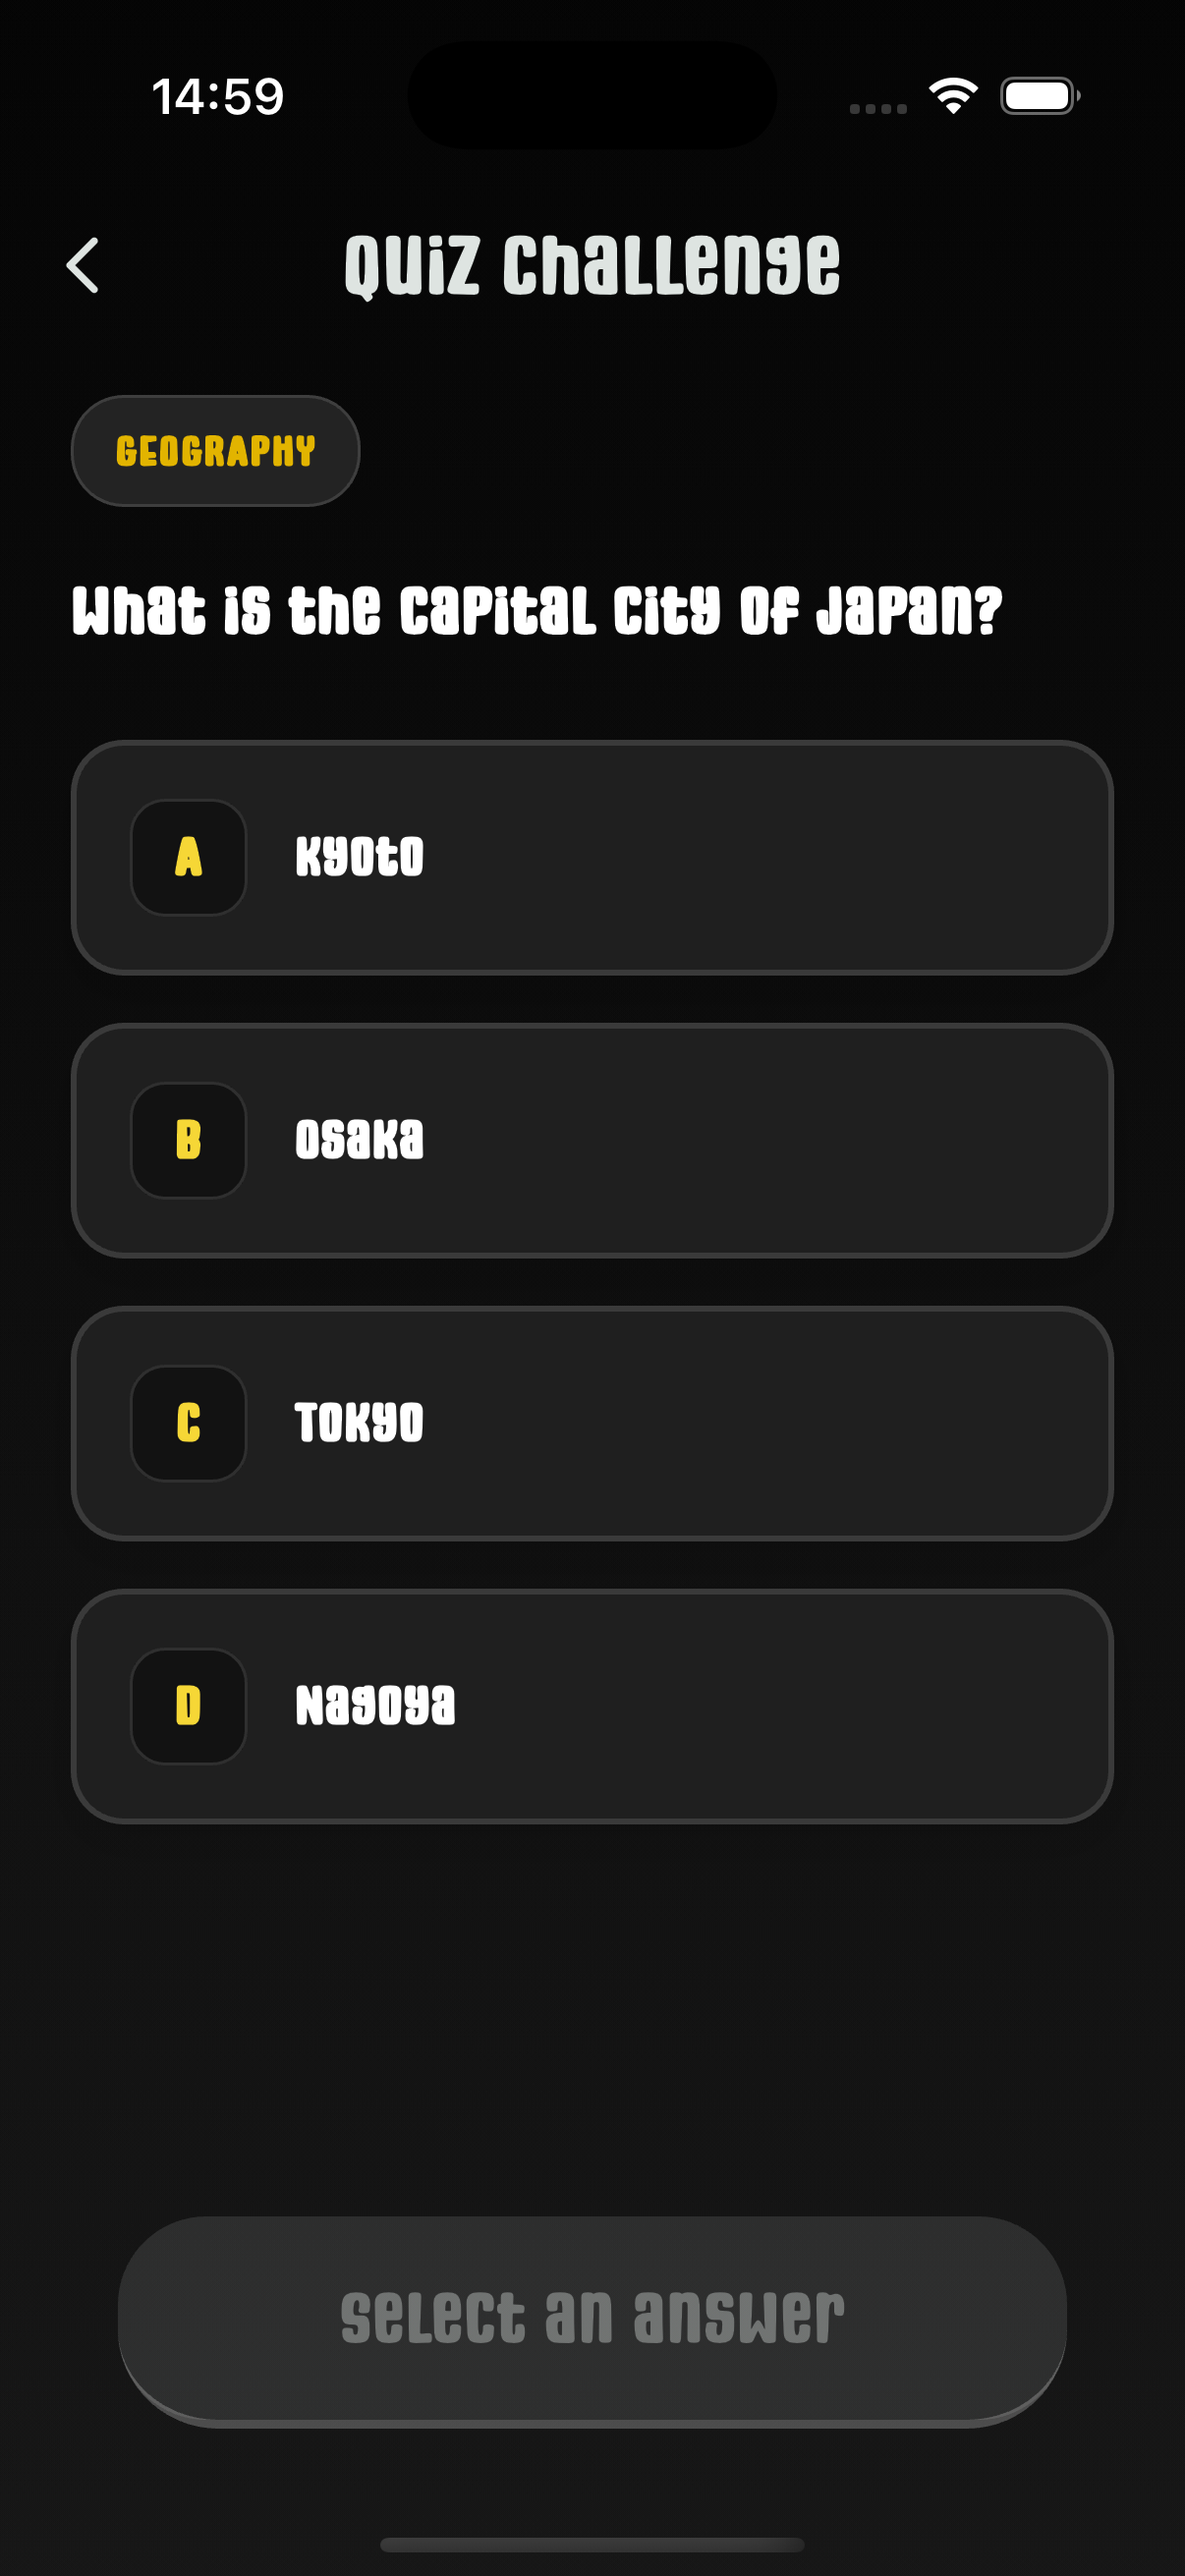 14:59
Quiz Challenge
GEOGRAPHY
What is the capital city of Japan?
A
Kyoto
B
Osaka
C
Tokyo
D
Nagoya
select an answer